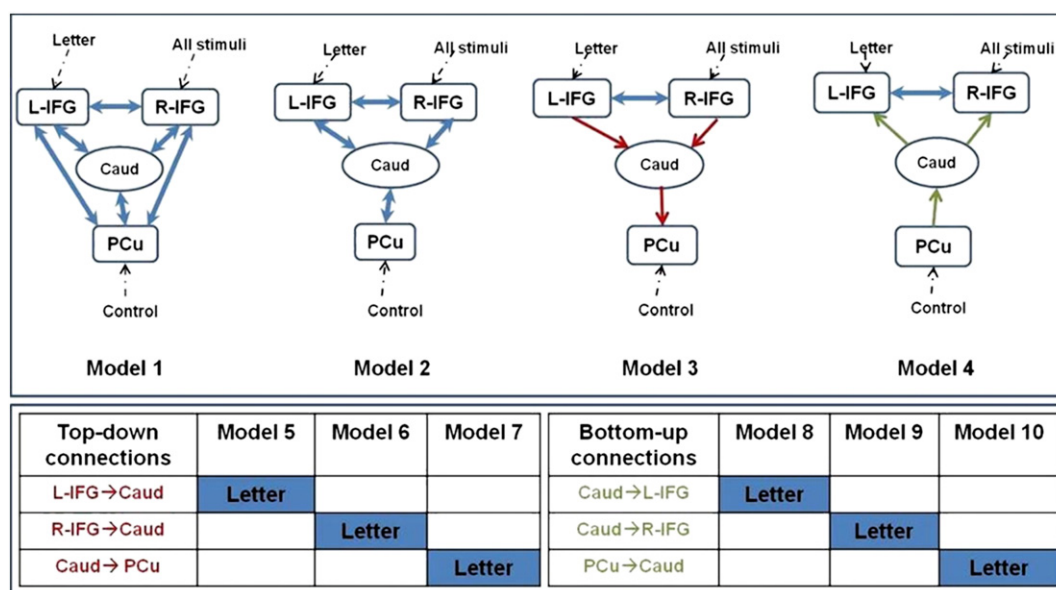 Letter All stimuli Letter All stimuli Letter All stimuli Letter All stimuli
L-IFG R-IFG L-IFG R-IFG L-IFG R-IFG L-IFG R-IFG
Caud Caud Caud Caud
PCu PCu PCu PCu
Control Control Control Control
Model 1 Model 2 Model 3 Model 4
Top-down connections Model 5 Model 6 Model 7 Bottom-up connections Model 8 Model 9 Model 10
L-IFG→Caud Letter Caud→L-IFG Letter
R-IFG→Caud Letter Caud→R-IFG Letter
Caud→PCu Letter PCu→Caud Letter